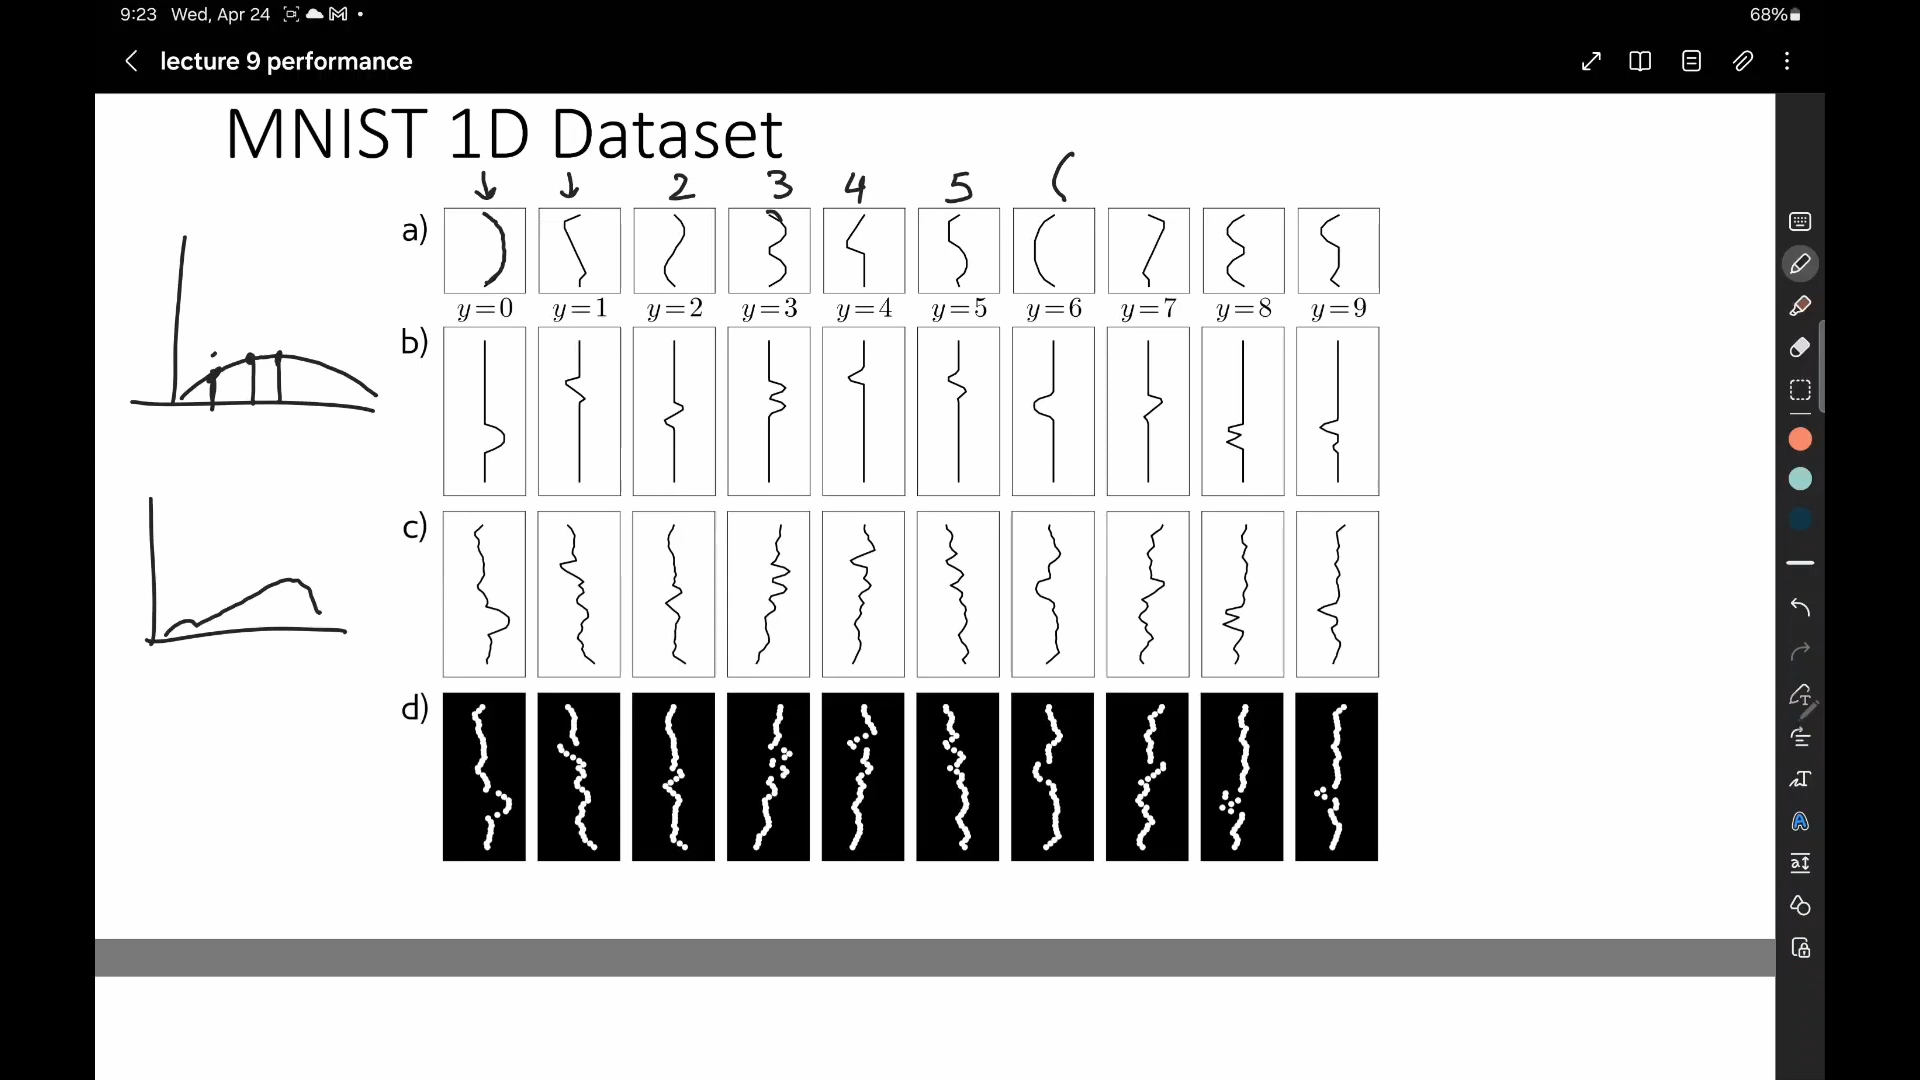 9:23 Wed, Apr 24
68%
lecture 9 performance
MNIST 1D Dataset
2 3 4 5
a)
y=0 y=1 y=2 y=3 y=4 y=5 y=6 y=7 y=8 y=9
b)
c)
d)